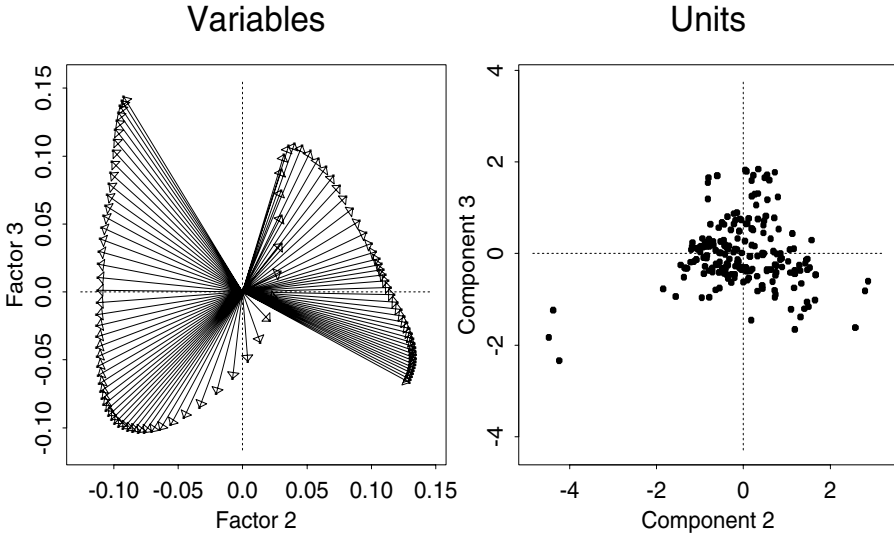 Variables
Units
0.15
0.10
0.05
0.0
-0.05
-0.10
Factor 3
-0.10 -0.05 0.0 0.05 0.10 0.15
Factor 2
4
2
0
-2
-4
Component 3
-4 -2 0 2
Component 2